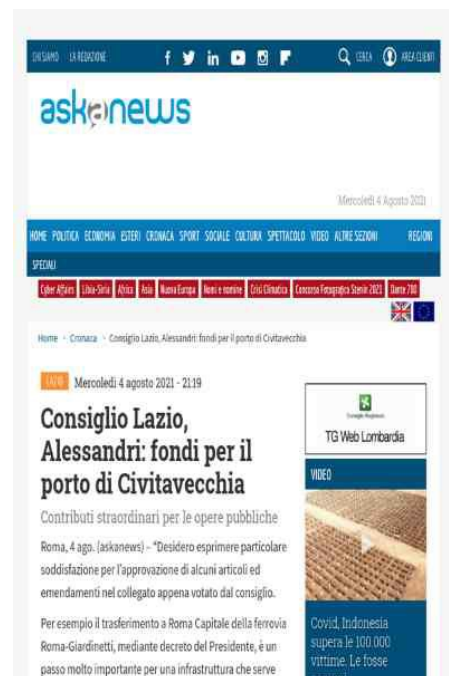 CHI SIAMO LA REDAZIONE
CERCA AREA CLIENTI
askanews
Mercoledì 4 Agosto 2021
HOME POLITICA ECONOMIA ESTERI CRONACA SPORT SOCIALE CULTURA SPETTACOLO VIDEO ALTRE SEZIONI REGIONI
SPECIALI
Cyber Affairs Libia-Siria Africa Asia Nuova Europa Nomi e nomine Crisi Climatica Concorso Fotografico Stenin 2021 Dante 700
Home Cronaca Consiglio Lazio, Alessandri: fondi per il porto di Civitavecchia
LAZIO Mercoledì 4 agosto 2021 - 21:19
Consiglio Lazio,
Alessandri: fondi per il
porto di Civitavecchia
Contributi straordinari per le opere pubbliche
Roma, 4 ago. (askanews) – "Desidero esprimere particolare
soddisfazione per l'approvazione di alcuni articoli ed
emendamenti nel collegato appena votato dal consiglio.
Per esempio il trasferimento a Roma Capitale della ferrovia
Roma-Giardinetti, mediante decreto del Presidente, è un
passo molto importante per una infrastruttura che serve
Consiglio Regionale
TG Web Lombardia
VIDEO
Covid, Indonesia
supera le 100.000
vittime. Le fosse